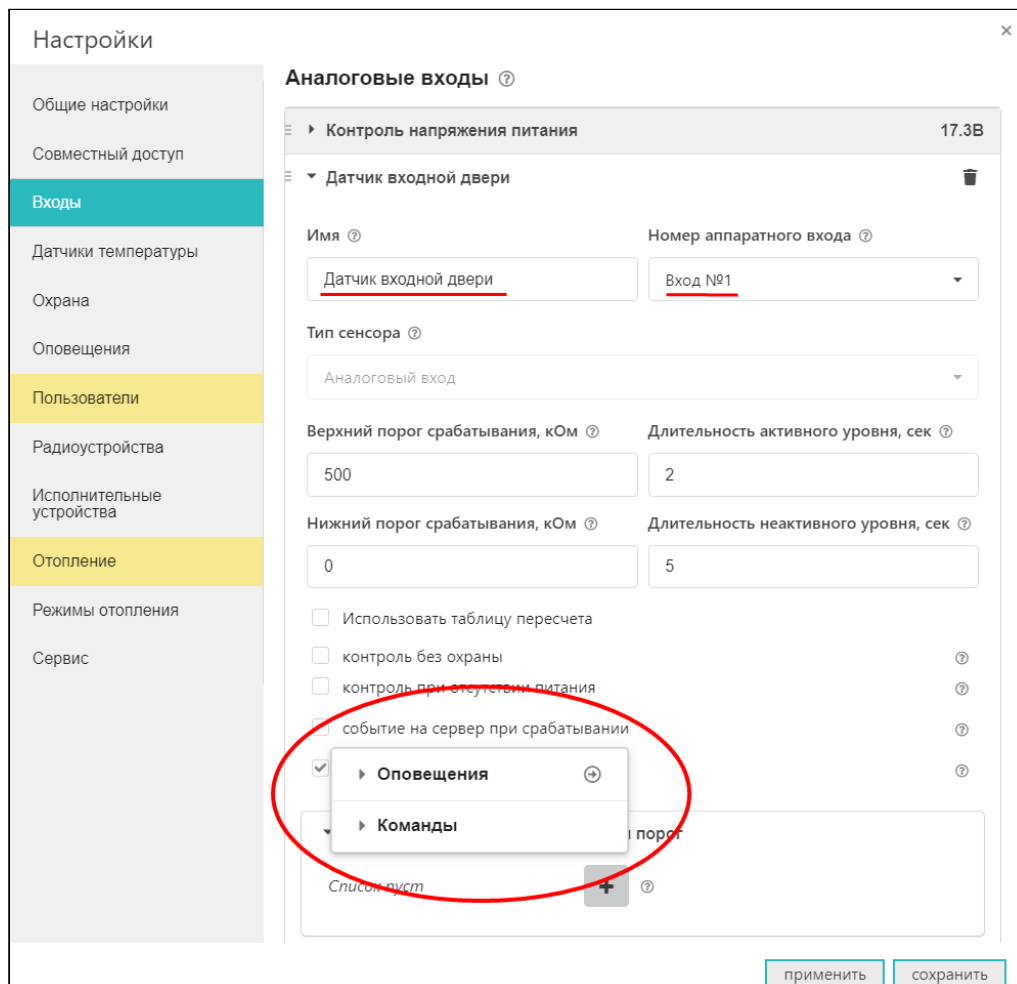 Настройки
×
Общие настройки
Совместный доступ
Входы
Датчики температуры
Охрана
Оповещения
Пользователи
Радиоустройства
Исполнительные
устройства
Отопление
Режимы отопления
Сервис
Аналоговые входы ?
Контроль напряжения питания 17.3В
Датчик входной двери
Имя ? Номер аппаратного входа ?
Датчик входной двери Вход №1
Тип сенсора ?
Аналоговый вход
Верхний порог срабатывания, кОм ? Длительность активного уровня, сек ?
500 2
Нижний порог срабатывания, кОм ? Длительность неактивного уровня, сек ?
0 5
Использовать таблицу пересчета
контроль без охраны ?
контроль при отсутствии питания ?
событие на сервер при срабатывании ?
Оповещения ?
Команды
порог
Список пуст + ?
применить сохранить